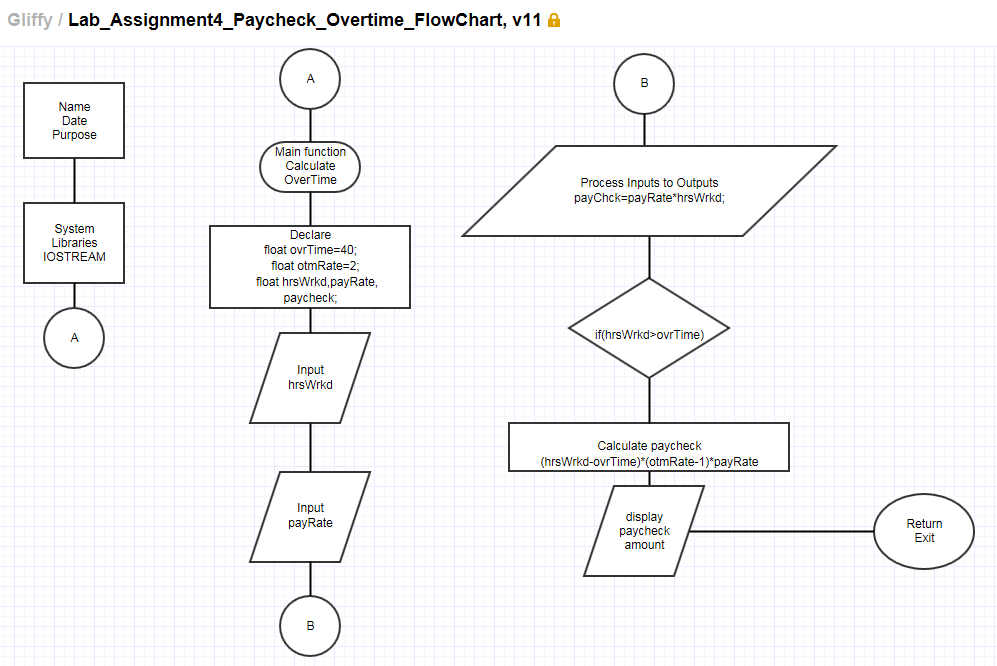 Gliffy / Lab_Assignment4_Paycheck_Overtime_FlowChart, v11
Name
Date
Purpose
System
Libraries
IOSTREAM
A
A
Main function
Calculate
OverTime
Declare
float ovrTime=40;
float otmRate=2;
float hrsWrkd,payRate,
paycheck;
Input
hrsWrkd
Input
payRate
B
B
Process Inputs to Outputs
payChck=payRate*hrsWrkd;
if(hrsWrkd>ovrTime)
Calculate paycheck
(hrsWrkd-ovrTime)*(otmRate-1)*payRate
display
paycheck
amount
Return
Exit